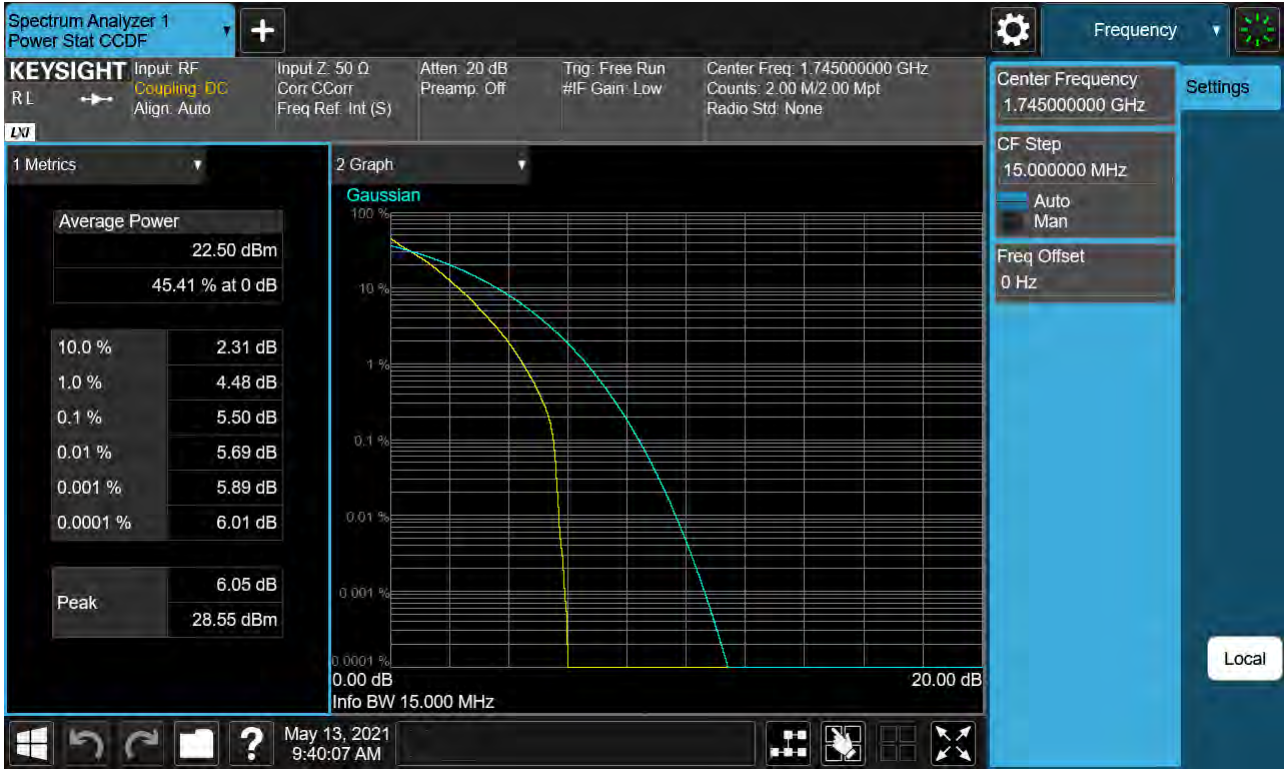 Spectrum Analyzer 1
Power Stat CCDF
Frequency
KEYSIGHT
R L
LXI
Input: RF
Coupling: DC
Align: Auto
Input Z: 50 Ω
Corr CCorr
Freq Ref: Int (S)
Atten: 20 dB
Preamp: Off
Trig: Free Run
#IF Gain: Low
Center Freq: 1.745000000 GHz
Counts: 2.00 M/2.00 Mpt
Radio Std: None
Center Frequency
1.745000000 GHz
Settings
CF Step
15.000000 MHz
Auto
Man
Freq Offset
0 Hz
Local
1 Metrics
Average Power
22.50 dBm
45.41 % at 0 dB
10.0 % 2.31 dB
1.0 % 4.48 dB
0.1 % 5.50 dB
0.01 % 5.69 dB
0.001 % 5.89 dB
0.0001 % 6.01 dB
Peak
6.05 dB
28.55 dBm
2 Graph
Gaussian
100 %
10 %
1 %
0.1 %
0.01 %
0.001 %
0.0001 %
0.00 dB 20.00 dB
Info BW 15.000 MHz
May 13, 2021
9:40:07 AM